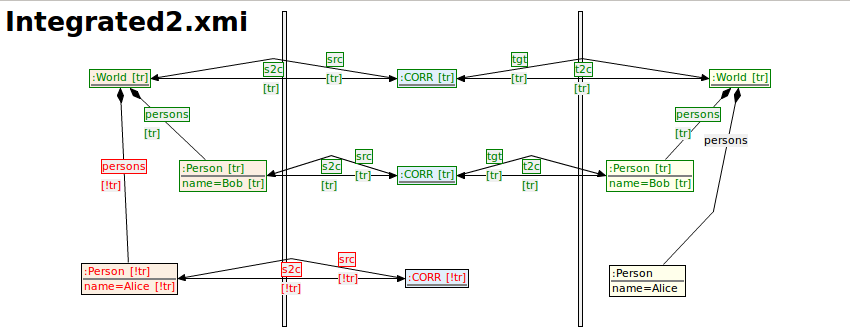 Integrated2.xmi
src
tgt
s2c
t2c
:World [tr]
[tr]
:CORR [tr]
[tr]
:World [tr]
[tr]
[tr]
persons
persons
[tr]
[tr]
persons
src
tgt
persons
:Person [tr]
s2c
t2c
:Person [tr]
[tr]
:CORR [tr]
[tr]
name=Bob [tr]
[tr]
[tr]
name=Bob [tr]
[!tr]
src
:Person [!tr]
s2c
:Person
[!tr]
:CORR [!tr]
name=Alice [!tr]
[!tr]
name=Alice